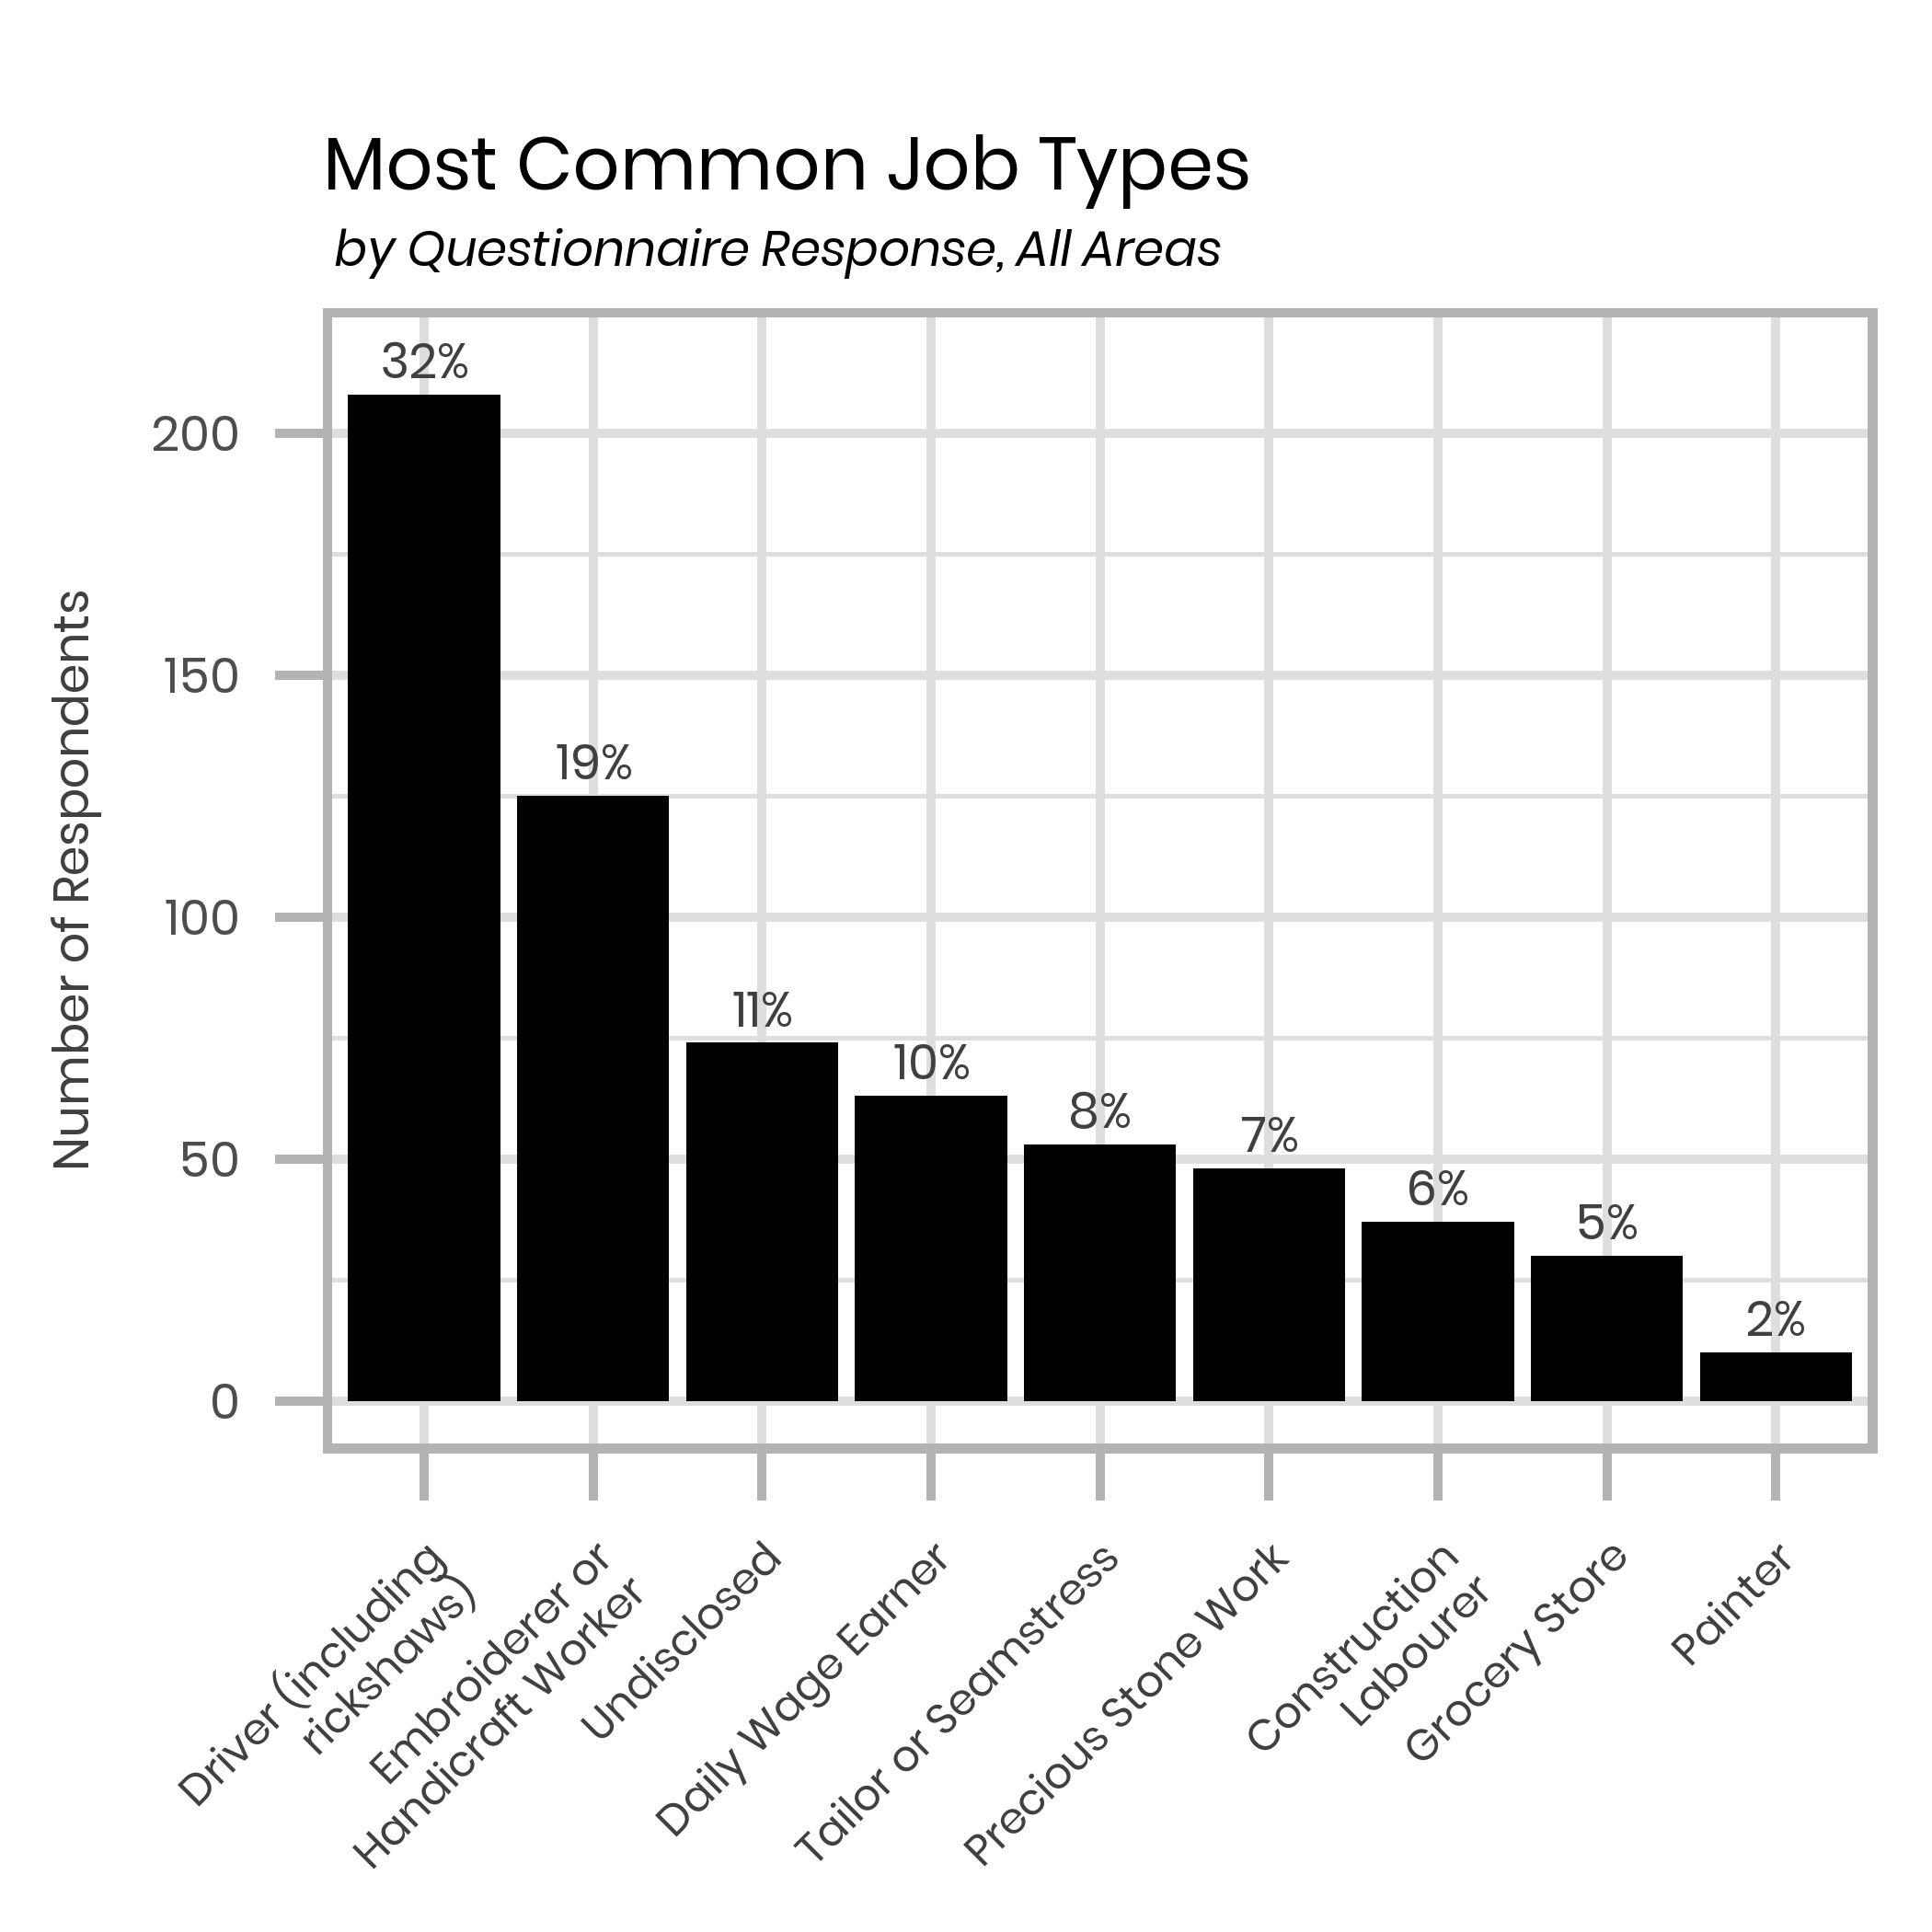 Most Common Job Types
by Questionnaire Response, All Areas
Number of Respondents
200
150
100
50
0
32%
19%
11%
10%
8%
7%
6%
5%
2%
Driver (including
rickshaws)
Embroiderer or
Handicraft Worker
Undisclosed
Daily Wage Earner
Tailor or Seamstress
Precious Stone Work
Construction
Labourer
Grocery Store
Painter